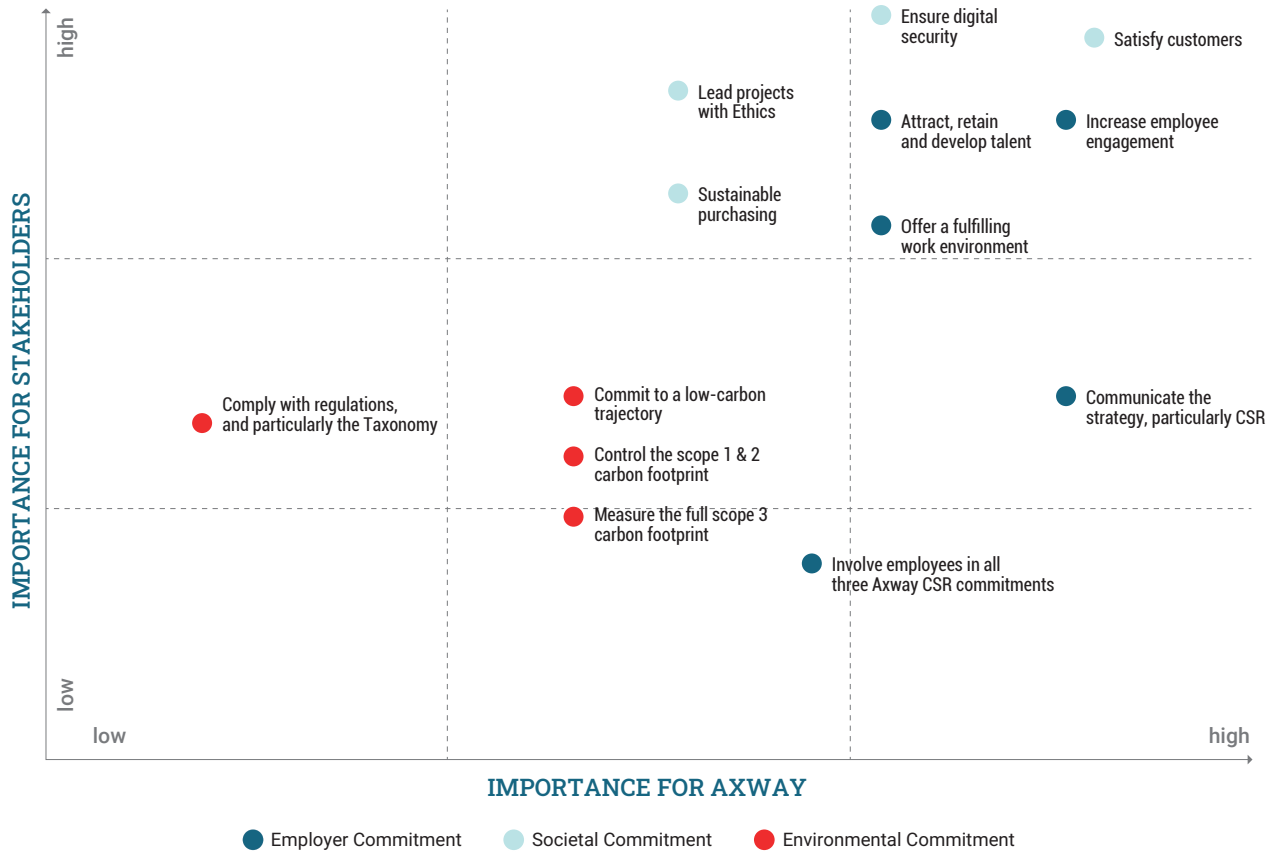 high
Ensure digital
security
Satisfy customers
Lead projects
with Ethics
Attract, retain
and develop talent
Increase employee
engagement
Sustainable
purchasing
Offer a fulfilling
work environment
IMPORTANCE FOR STAKEHOLDERS
Comply with regulations,
and particularly the Taxonomy
Commit to a low-carbon
trajectory
Communicate the
strategy, particularly CSR
Control the scope 1 & 2
carbon footprint
Measure the full scope 3
carbon footprint
Involve employees in all
three Axway CSR commitments
low
low
high
IMPORTANCE FOR AXWAY
Employer Commitment
Societal Commitment
Environmental Commitment